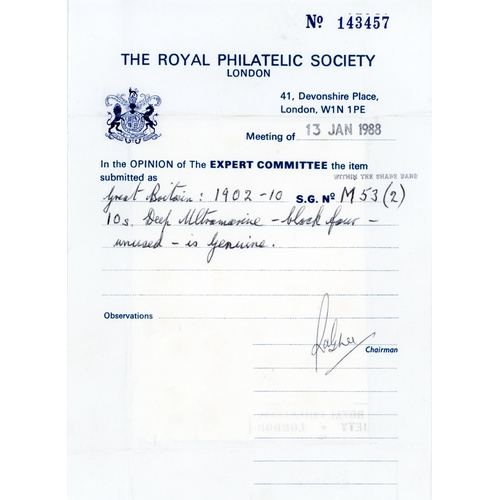 No 143457
THE ROYAL PHILATELIC SOCIETY
LONDON
41, Devonshire Place,
London, W1N 1PE
Meeting of 13 JAN 1988
In the OPINION of The EXPERT COMMITTEE the item
submitted as WITHIN THE SHADE BAND
Great Britain: 1902-10 S.G. No M53(2)
10s. Deep Ultramarine - block four -
unused - is genuine.
Observations
Chairman